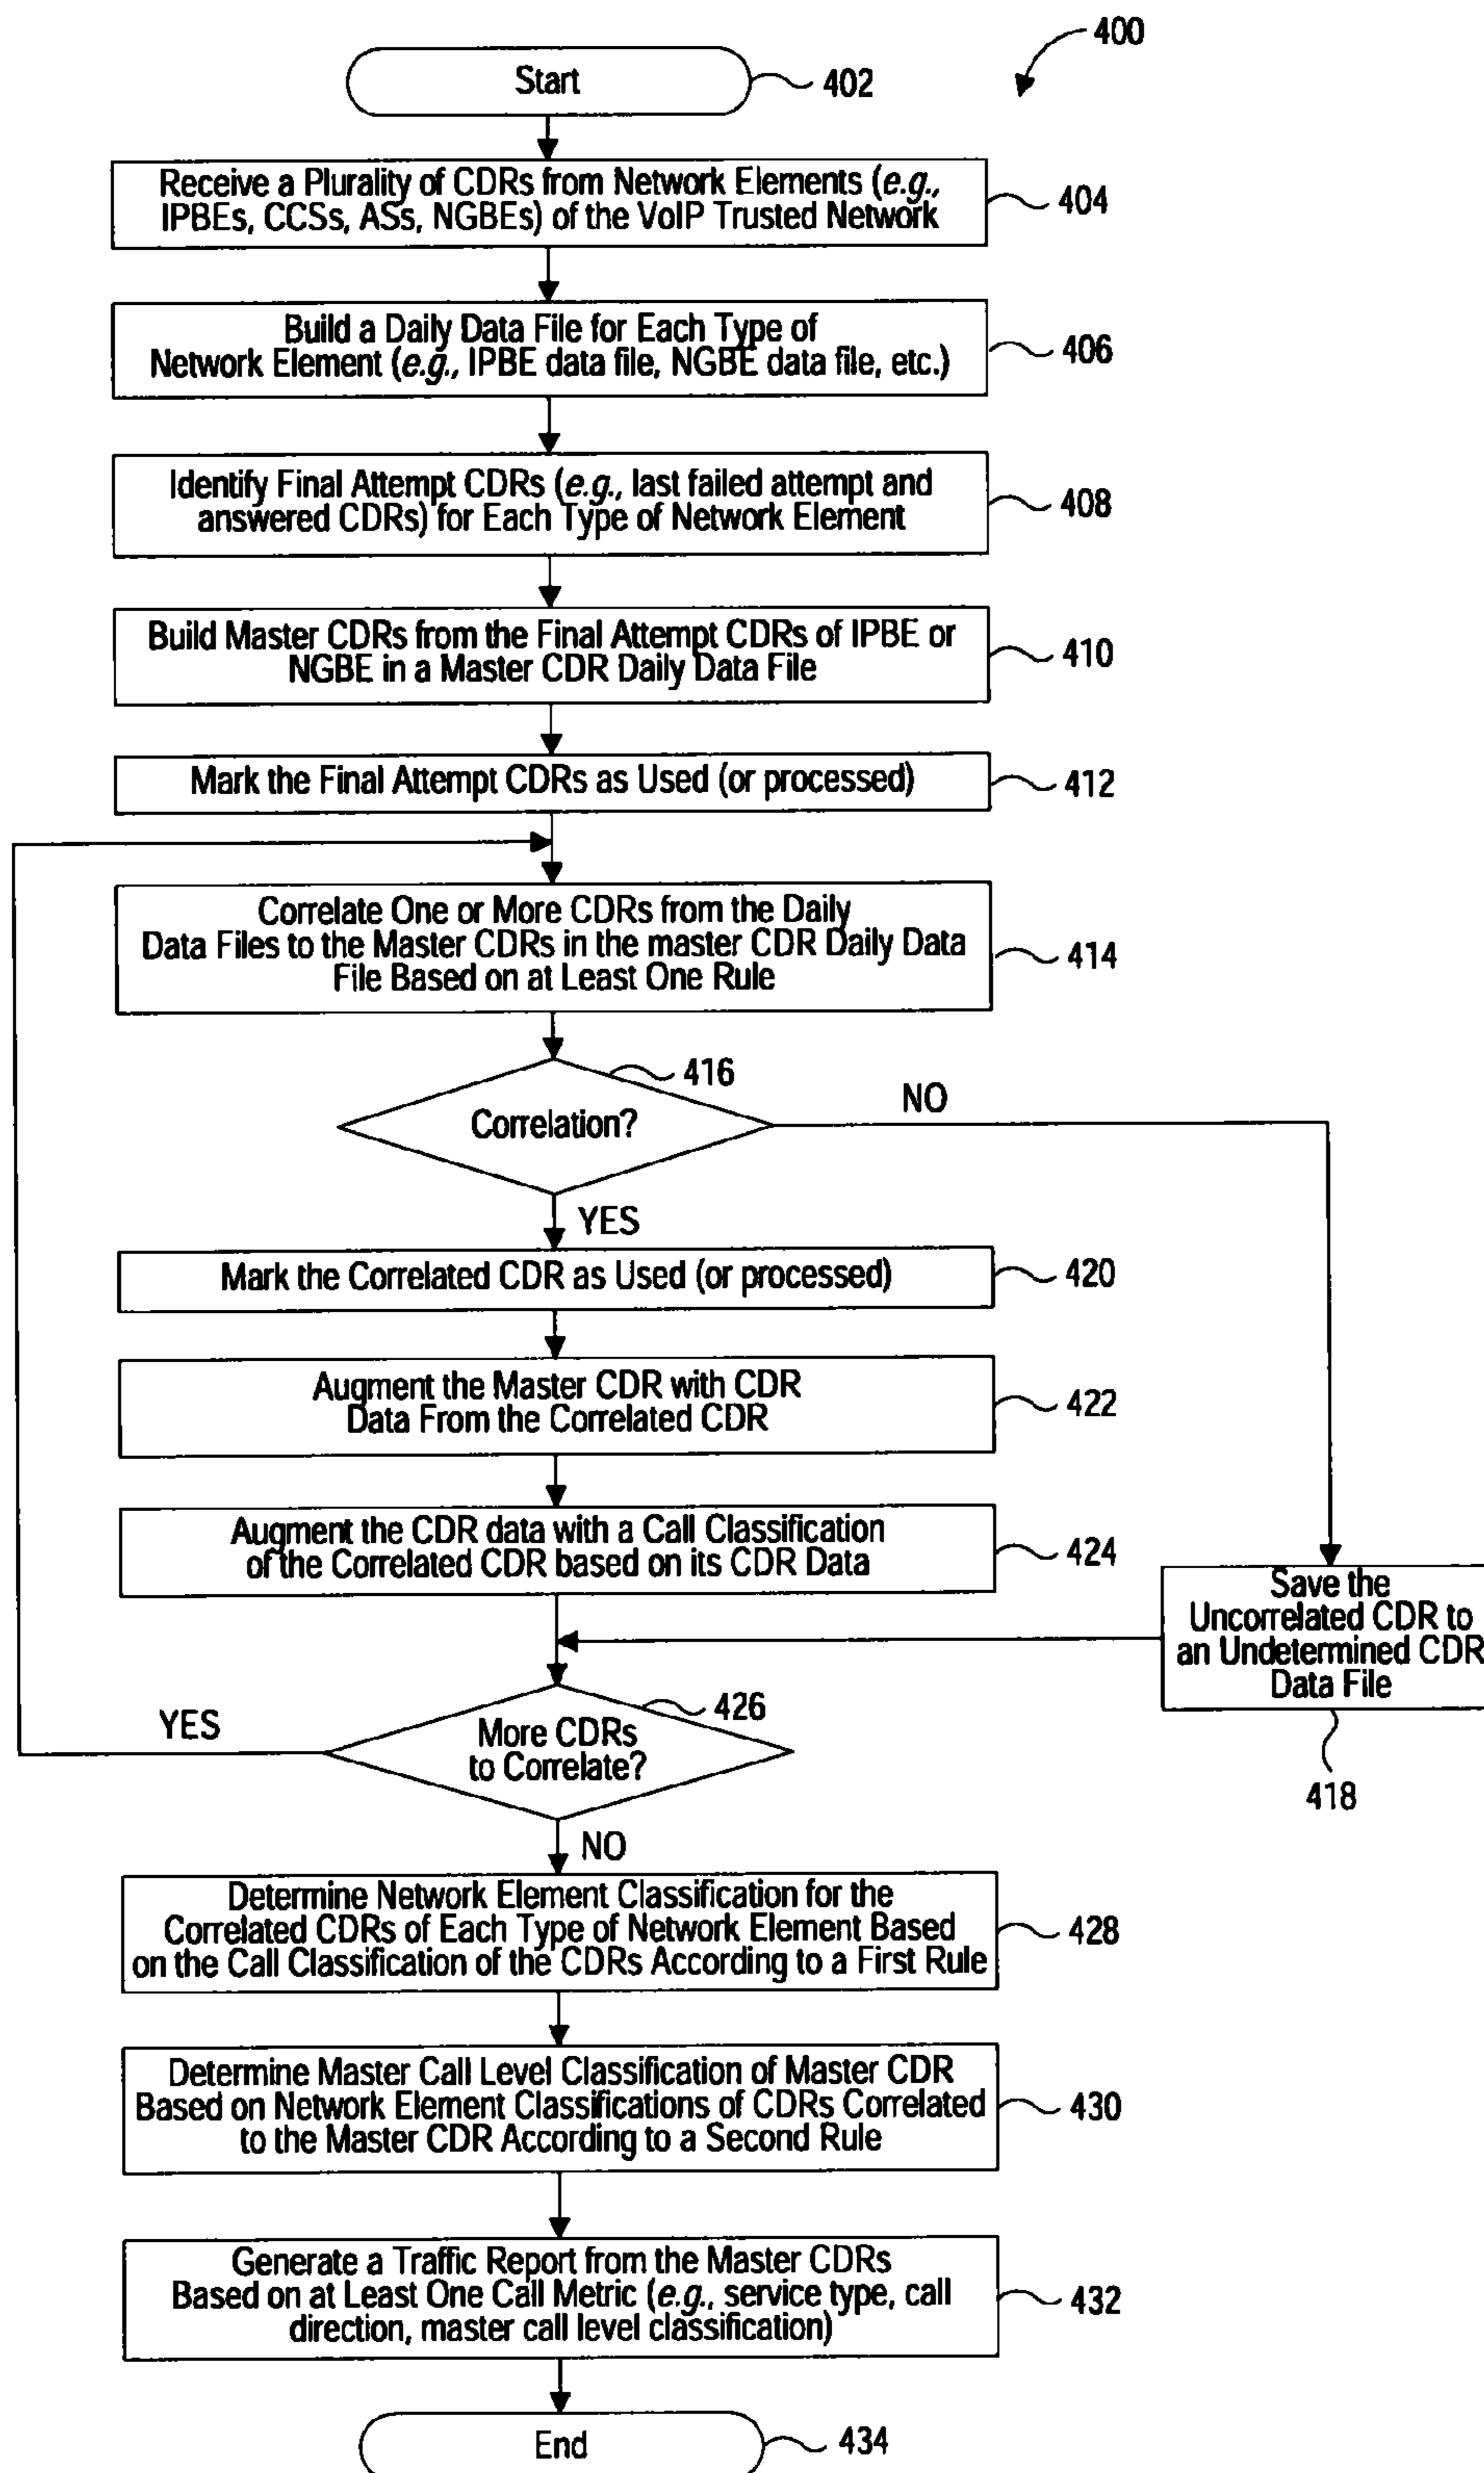 400
Start
402
Receive a Plurality of CDRs from Network Elements (e.g.,
IPBEs, CCSs, ASs, NGBEs) of the VoIP Trusted Network
404
Build a Daily Data File for Each Type of
Network Element (e.g., IPBE data file, NGBE data file, etc.)
406
Identify Final Attempt CDRs (e.g., last failed attempt and
answered CDRs) for Each Type of Network Element
408
Build Master CDRs from the Final Attempt CDRs of IPBE or
NGBE in a Master CDR Daily Data File
410
Mark the Final Attempt CDRs as Used (or processed)
412
Correlate One or More CDRs from the Daily
Data Files to the Master CDRs in the master CDR Daily Data
File Based on at Least One Rule
414
416
Correlation?
NO
YES
Mark the Correlated CDR as Used (or processed)
420
Augment the Master CDR with CDR
Data From the Correlated CDR
422
Augment the CDR data with a Call Classification
of the Correlated CDR based on its CDR Data
424
Save the
Uncorrelated CDR to
an Undetermined CDR
Data File
418
426
More CDRs
to Correlate?
YES
NO
Determine Network Element Classification for the
Correlated CDRs of Each Type of Network Element Based
on the Call Classification of the CDRs According to a First Rule
428
Determine Master Call Level Classification of Master CDR
Based on Network Element Classifications of CDRs Correlated
to the Master CDR According to a Second Rule
430
Generate a Traffic Report from the Master CDRs
Based on at Least One Call Metric (e.g., service type, call
direction, master call level classification)
432
End
434